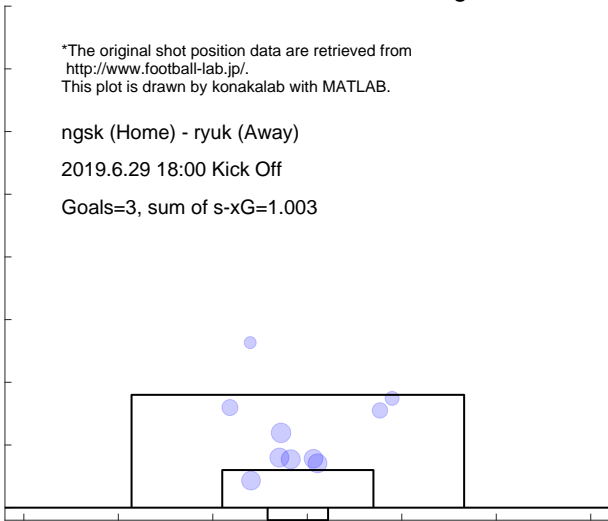 *The original shot position data are retrieved from
http://www.football-lab.jp/.
This plot is drawn by konakalab with MATLAB.
ngsk (Home) - ryuk (Away)
2019.6.29 18:00 Kick Off
Goals=3, sum of s-xG=1.003